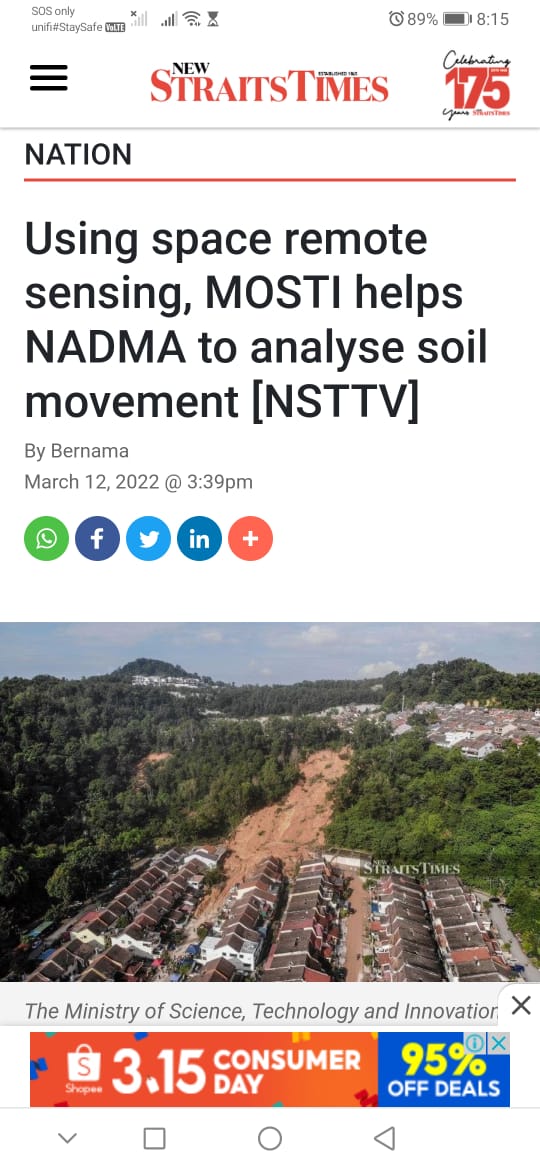 SOS only
unifi#StaySafe VoLTE
89% 8:15
NEW
STRAITS TIMES
ESTABLISHED 1845
Celebrating
175
Years
NEW STRAITS TIMES
NATION
Using space remote
sensing, MOSTI helps
NADMA to analyse soil
movement [NSTTV]
By Bernama
March 12, 2022 @ 3:39pm
NEW
STRAITS TIMES
The Ministry of Science, Technology and Innovation
Shopee
3.15 CONSUMER
DAY
95%
OFF DEALS